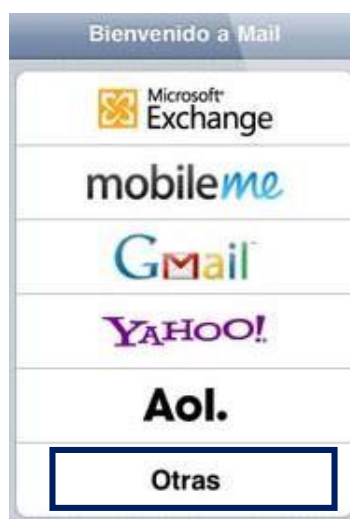 Bienvenido a Mail
Microsoft
Exchange
mobileme
Gmail
YAHOO!
Aol.
Otras